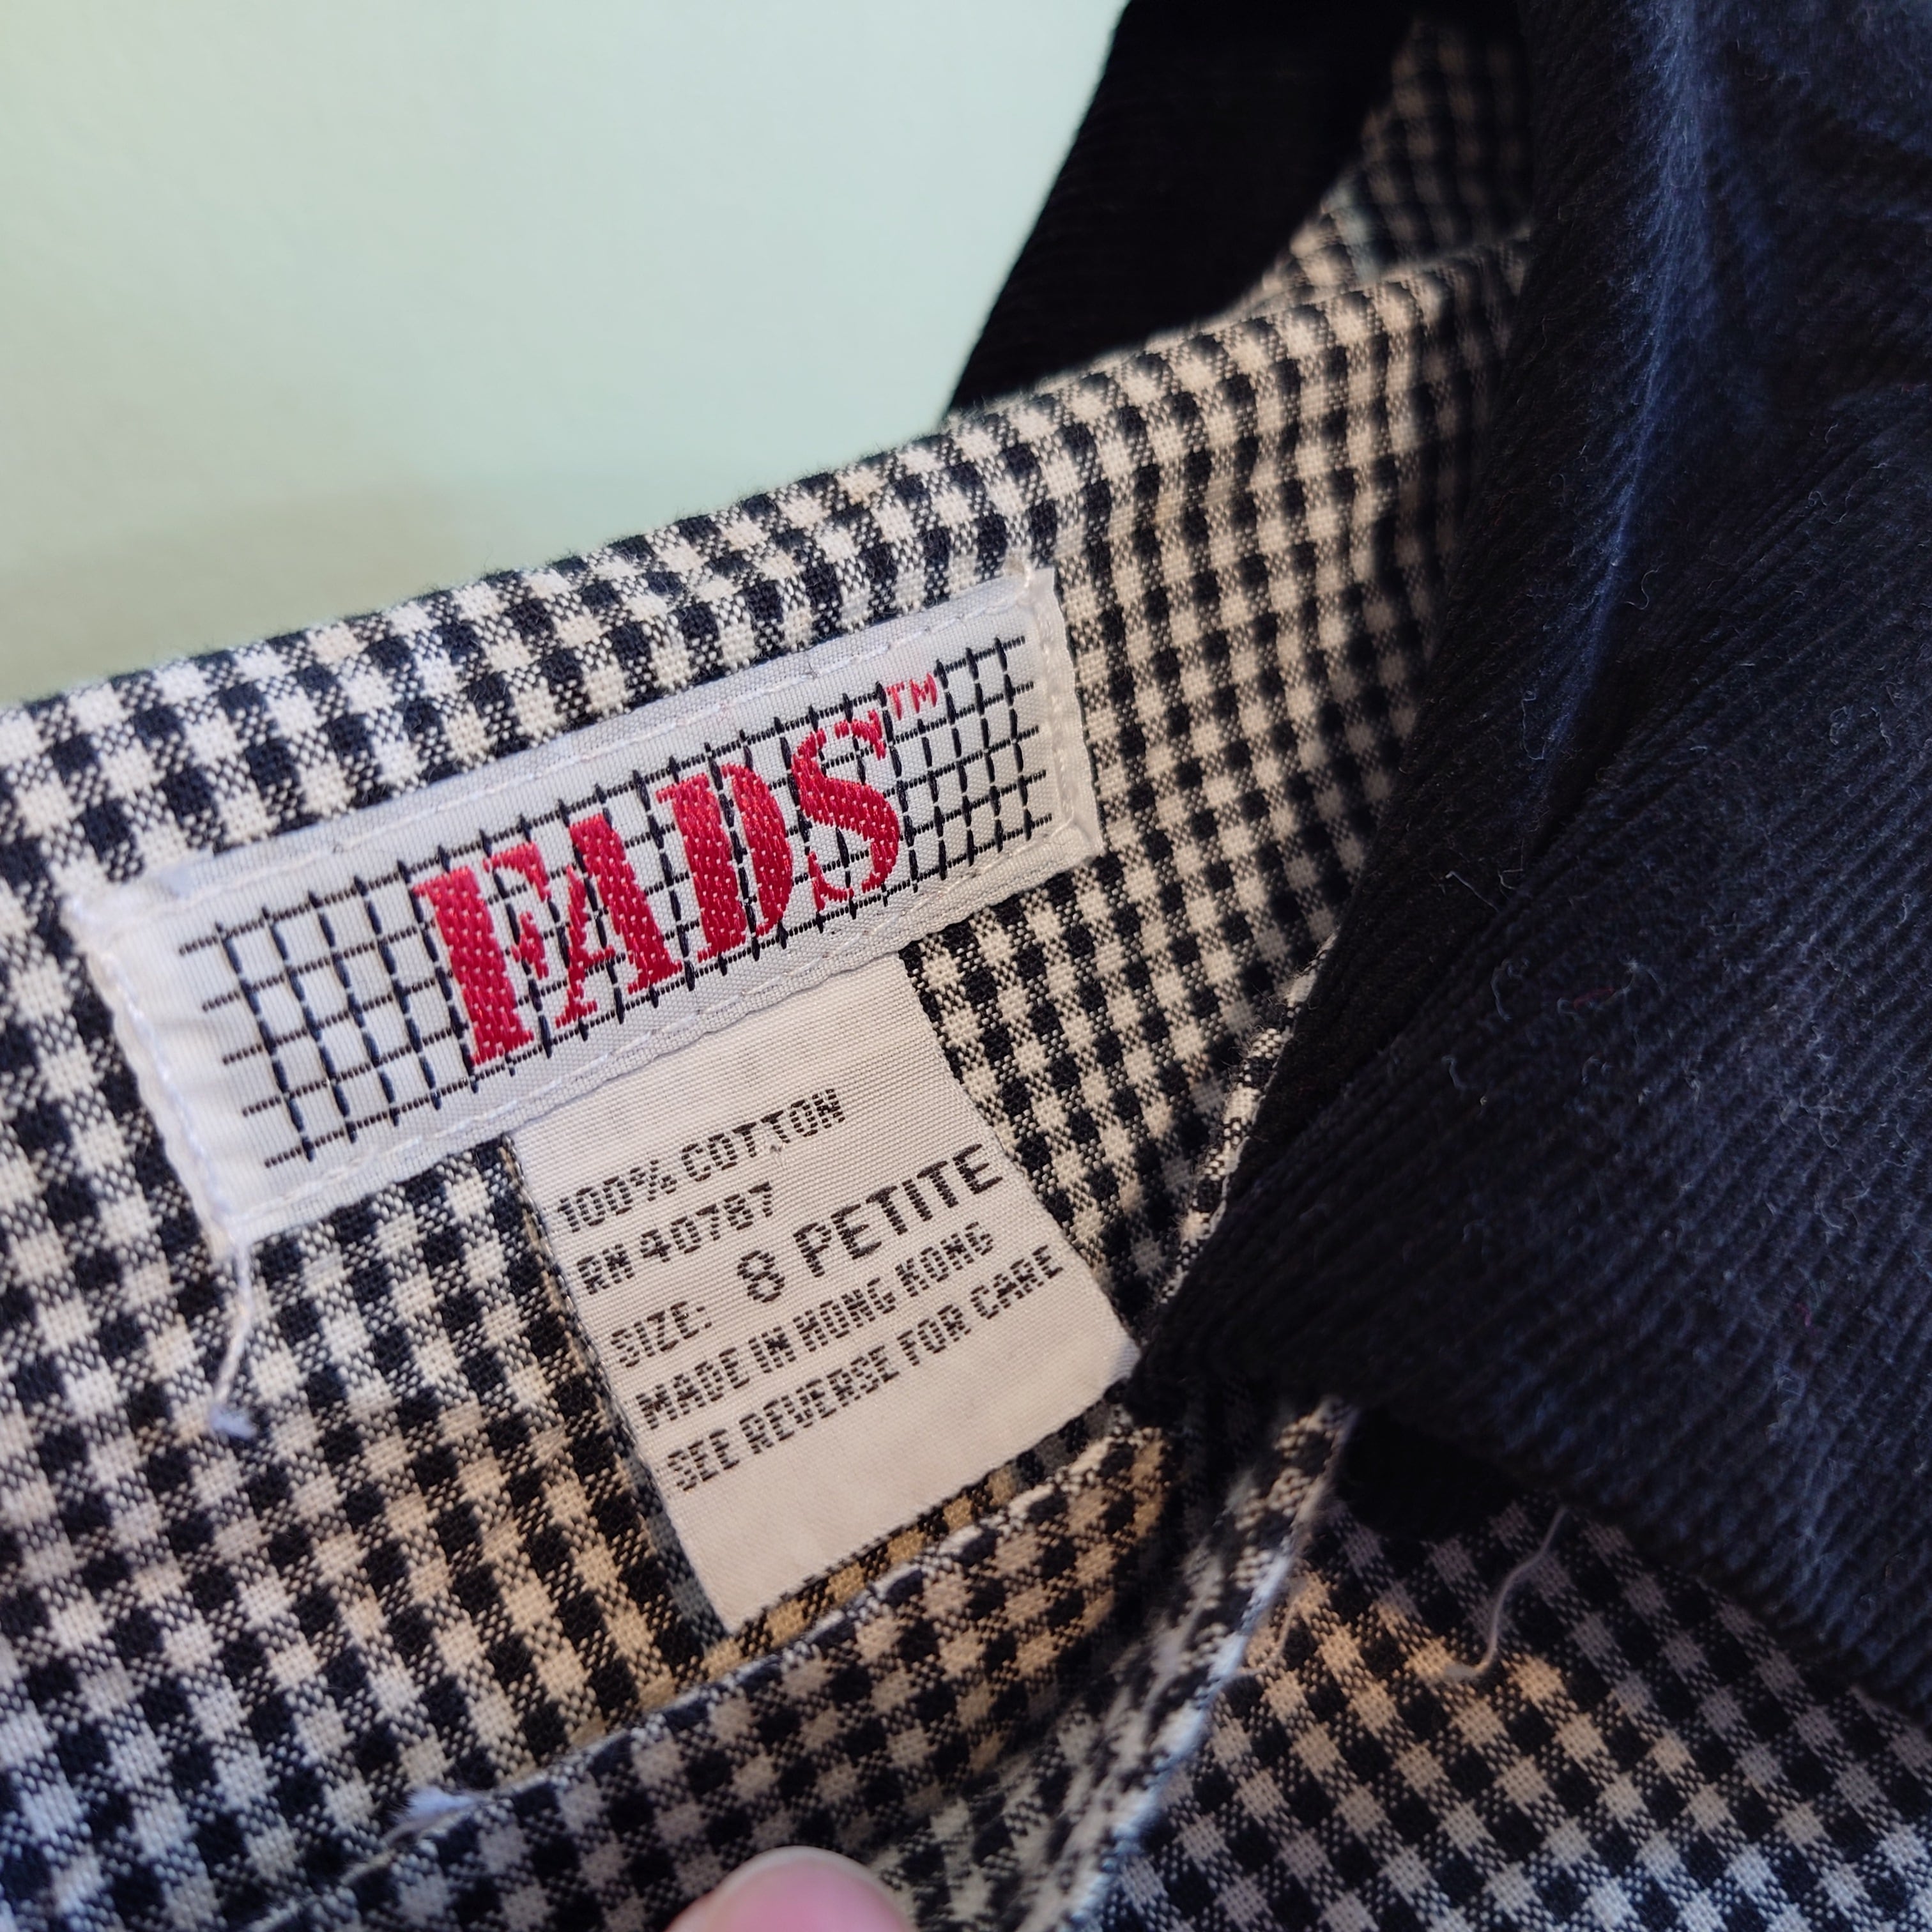 FADS™
100% COTTON
RN 40787
SIZE: 8 PETITE
MADE IN HONG KONG
SEE REVERSE FOR CARE